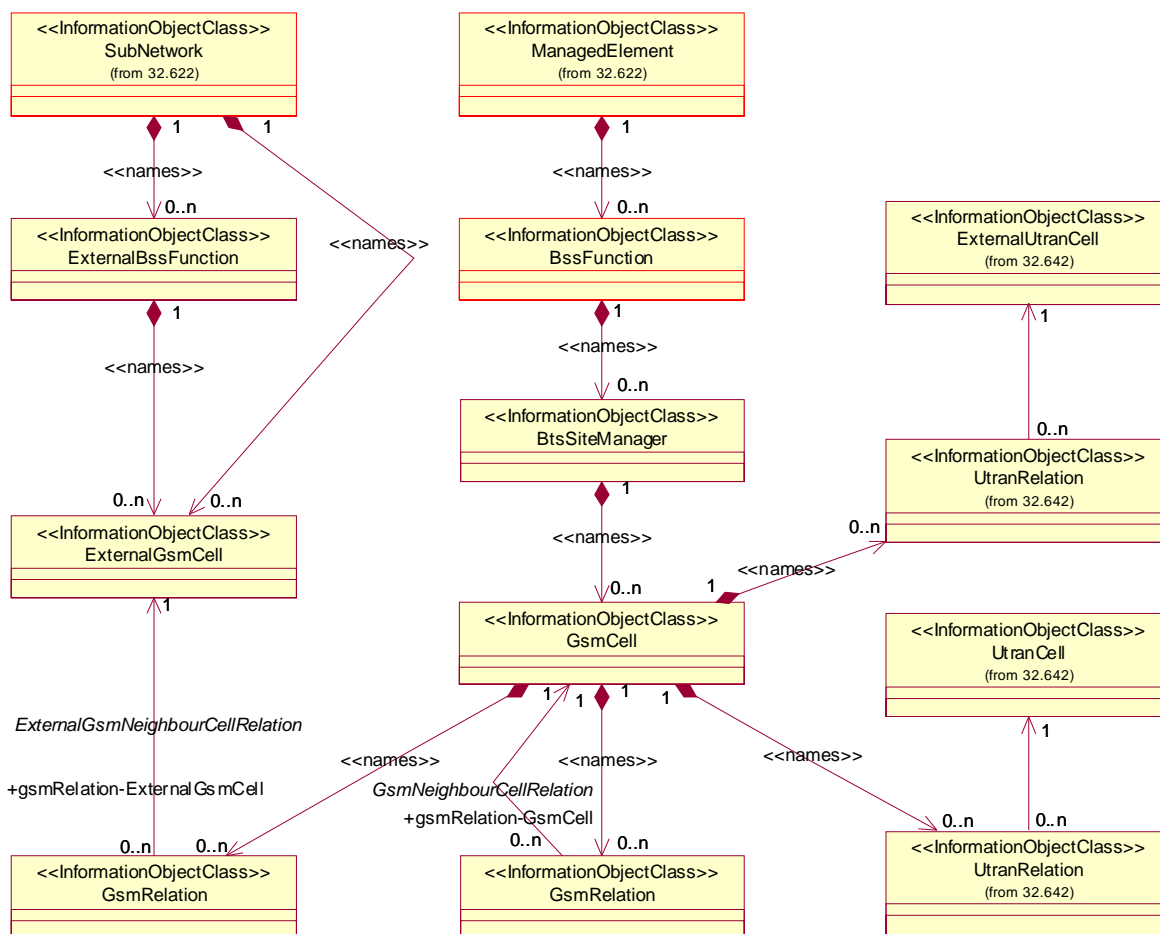 <<InformationObjectClass>>
SubNetwork
(from 32.622)
<<InformationObjectClass>>
ManagedElement
(from 32.622)
1
1
1
<<names>>
<<names>>
0..n
0..n
<<InformationObjectClass>>
ExternalBssFunction
<<names>>
<<InformationObjectClass>>
BssFunction
<<InformationObjectClass>>
ExternalUtranCell
(from 32.642)
1
1
1
<<names>>
<<names>>
0..n
<<InformationObjectClass>>
BtsSiteManager
0..n
<<InformationObjectClass>>
UtranRelation
(from 32.642)
1
0..n
0..n
<<InformationObjectClass>>
ExternalGsmCell
<<names>>
0..n
<<names>>
0..n
1
1
<<InformationObjectClass>>
GsmCell
<<InformationObjectClass>>
UtranCell
(from 32.642)
1
1
1
1
1
ExternalGsmNeighbourCellRelation
<<names>>
<<names>>
<<names>>
+gsmRelation-ExternalGsmCell
GsmNeighbourCellRelation
+gsmRelation-GsmCell
0..n
0..n
0..n
0..n
0..n
0..n
<<InformationObjectClass>>
GsmRelation
<<InformationObjectClass>>
GsmRelation
<<InformationObjectClass>>
UtranRelation
(from 32.642)